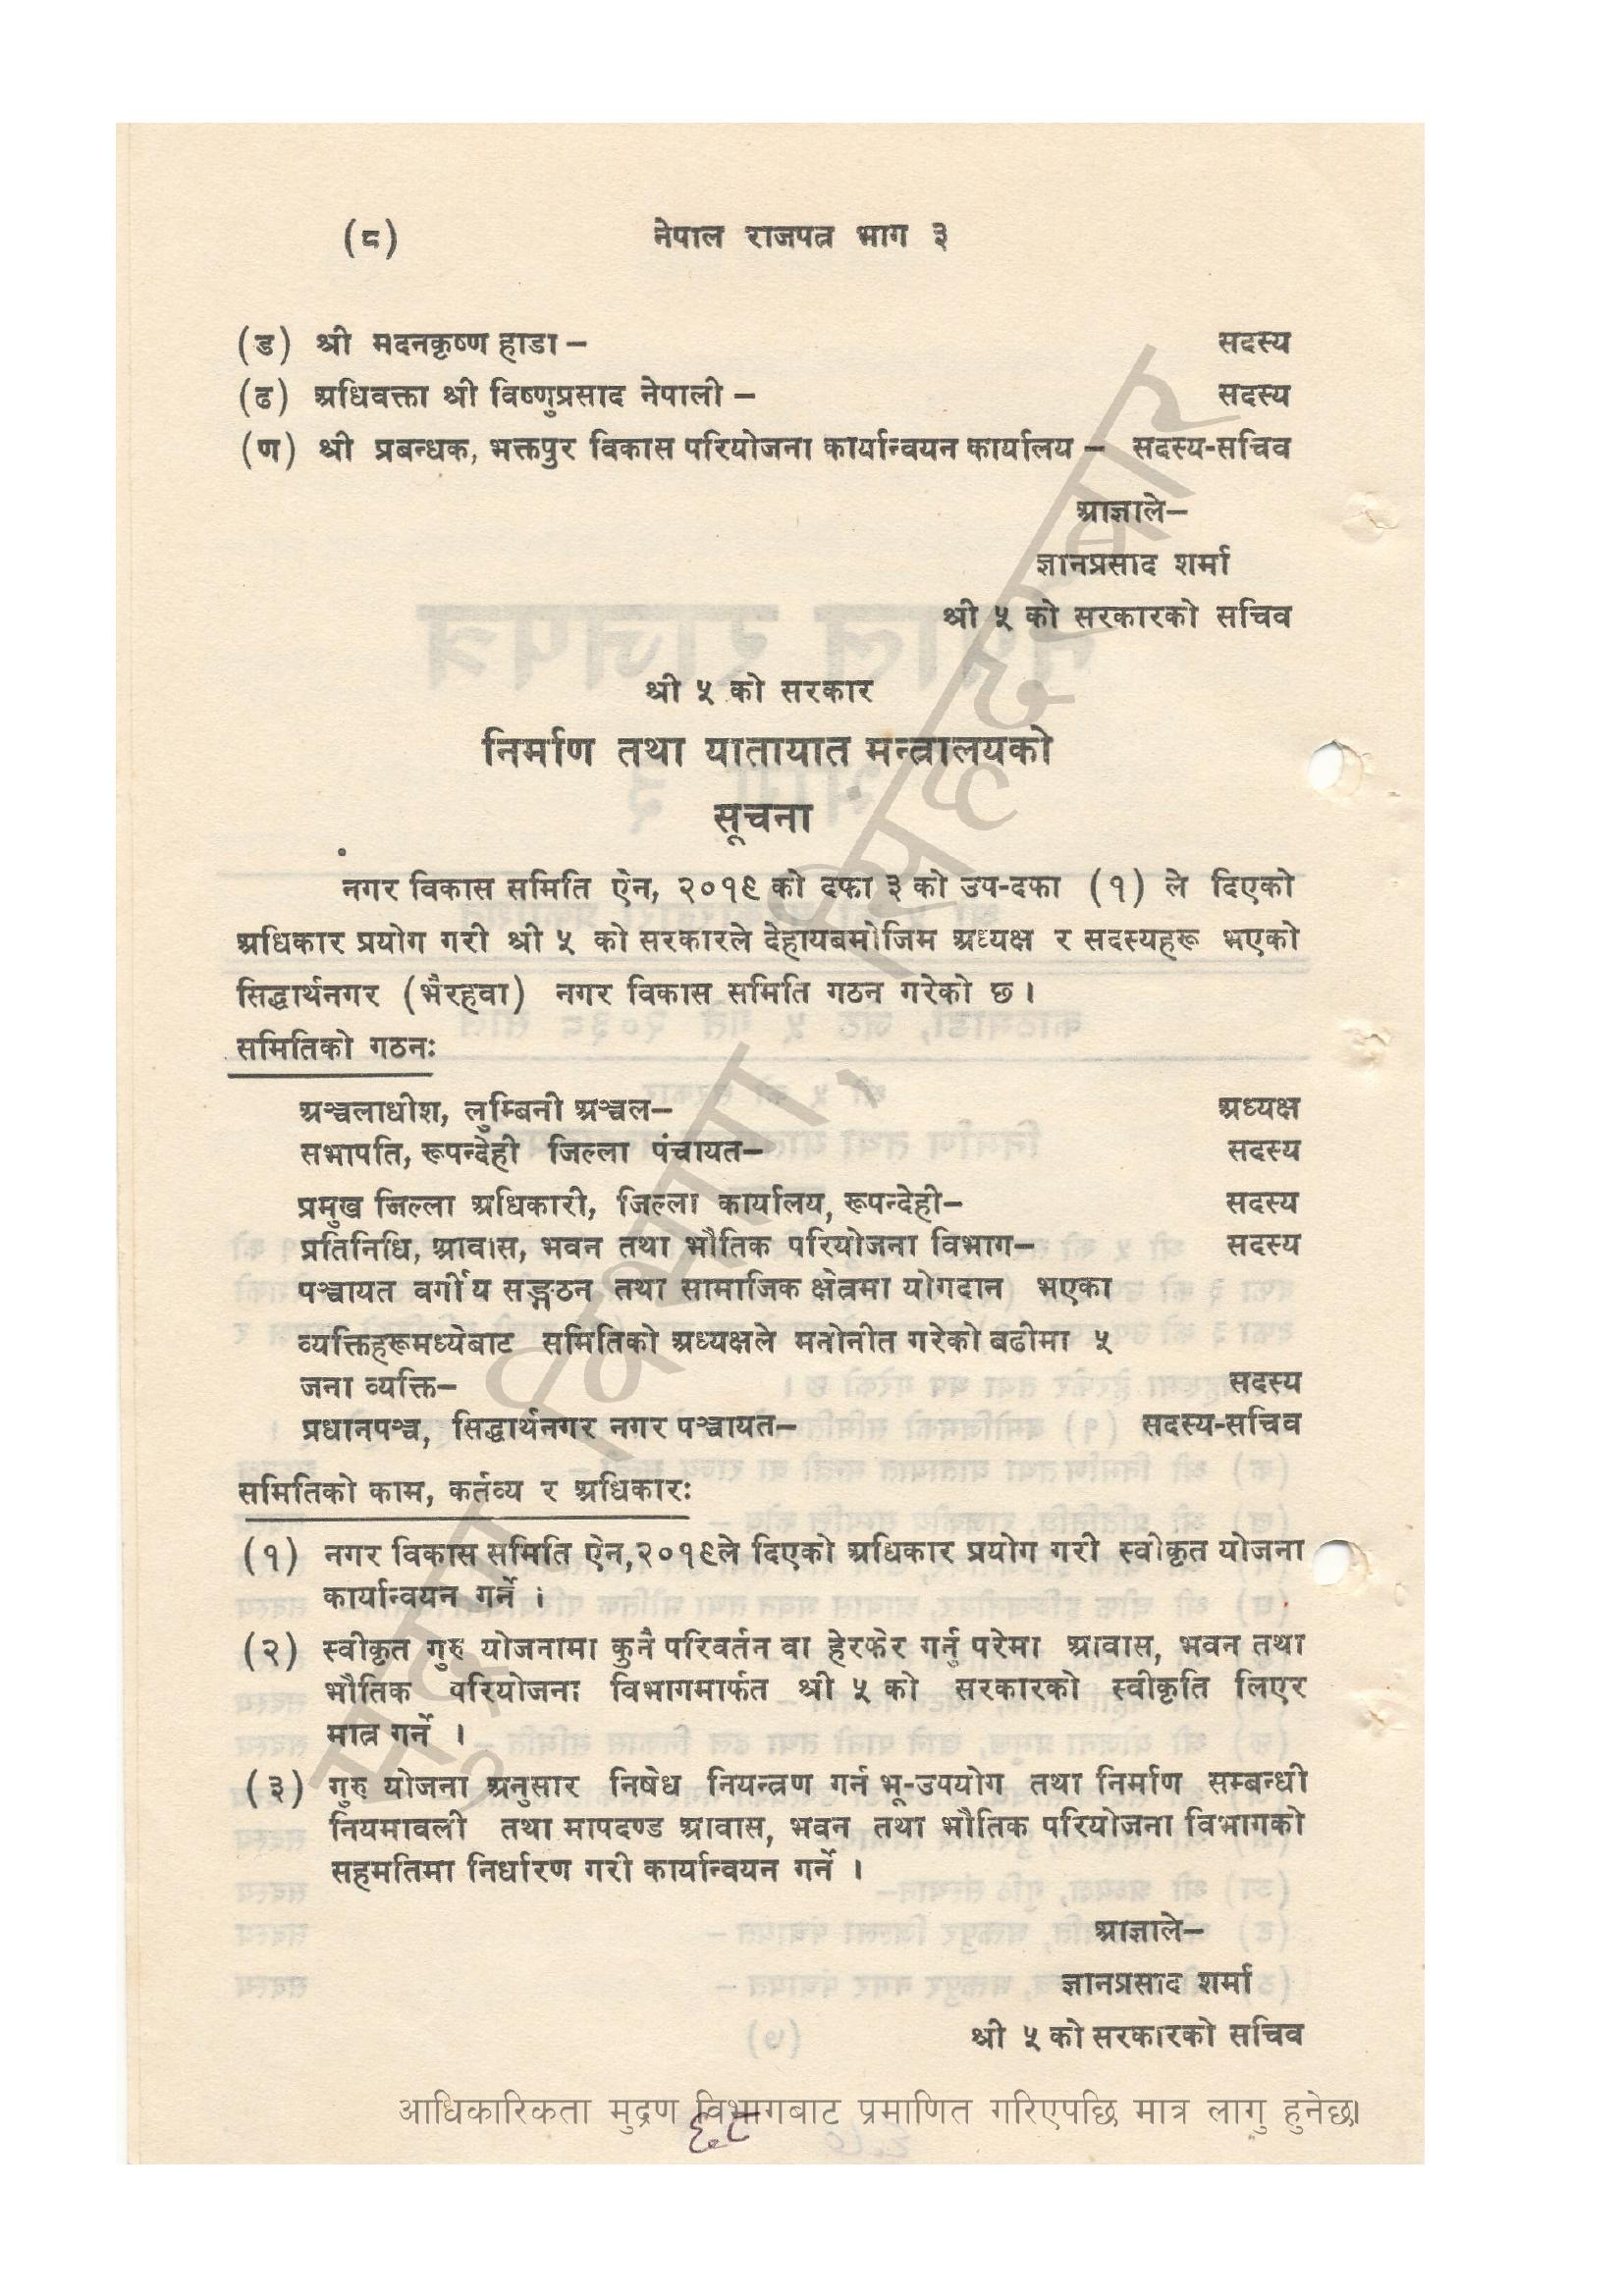 (८) नेपाल राजपत्र भाग ३
(ड) श्री मदनकृष्ण हाडा – सदस्य
(ढ) अधिवक्ता श्री विष्णुप्रसाद नेपाली – सदस्य
(ण) श्री प्रबन्धक, भक्तपुर विकास परियोजना कार्यान्वयन कार्यालय – सदस्य-सचिव
आज्ञाले–
ज्ञानप्रसाद शर्मा
श्री ५ को सरकारको सचिव
श्री ५ को सरकार
निर्माण तथा यातायात मन्त्रालयको
सूचना
नगर विकास समिति ऐन, २०१९ को दफा ३ को उप-दफा (१) ले दिएको
अधिकार प्रयोग गरी श्री ५ को सरकारले देहायबमोजिम अध्यक्ष र सदस्यहरू भएको
सिद्धार्थनगर (भैरहवा) नगर विकास समिति गठन गरेको छ।
समितिको गठनः
अञ्चलाधीश, लुम्बिनी अञ्चल– अध्यक्ष
सभापति, रूपन्देही जिल्ला पंचायत– सदस्य
प्रमुख जिल्ला अधिकारी, जिल्ला कार्यालय, रूपन्देही– सदस्य
प्रतिनिधि, आवास, भवन तथा भौतिक परियोजना विभाग– सदस्य
पञ्चायत वर्गीय सङ्गठन तथा सामाजिक क्षेत्रमा योगदान भएका
व्यक्तिहरूमध्येबाट समितिको अध्यक्षले मनोनीत गरेको बढीमा ५
जना व्यक्ति– सदस्य
प्रधानपञ्च, सिद्धार्थनगर नगर पञ्चायत– सदस्य-सचिव
समितिको काम, कर्तव्य र अधिकारः
(१) नगर विकास समिति ऐन,२०१९ले दिएको अधिकार प्रयोग गरी स्वीकृत योजना
कार्यान्वयन गर्ने ।
(२) स्वीकृत गुरु योजनामा कुनै परिवर्तन वा हेरफेर गर्नु परेमा आवास, भवन तथा
भौतिक परियोजना विभागमार्फत श्री ५ को सरकारको स्वीकृति लिएर
मात्र गर्ने ।
(३) गुरु योजना अनुसार निषेध नियन्त्रण गर्न भू-उपयोग तथा निर्माण सम्बन्धी
नियमावली तथा मापदण्ड आवास, भवन तथा भौतिक परियोजना विभागको
सहमतिमा निर्धारण गरी कार्यान्वयन गर्ने ।
आज्ञाले–
ज्ञानप्रसाद शर्मा
श्री ५ को सरकारको सचिव
मुद्रण विभाग, सिंहदरबार
आधिकारिकता मुद्रण विभागबाट प्रमाणित गरिएपछि मात्र लागु हुनेछ।
६८